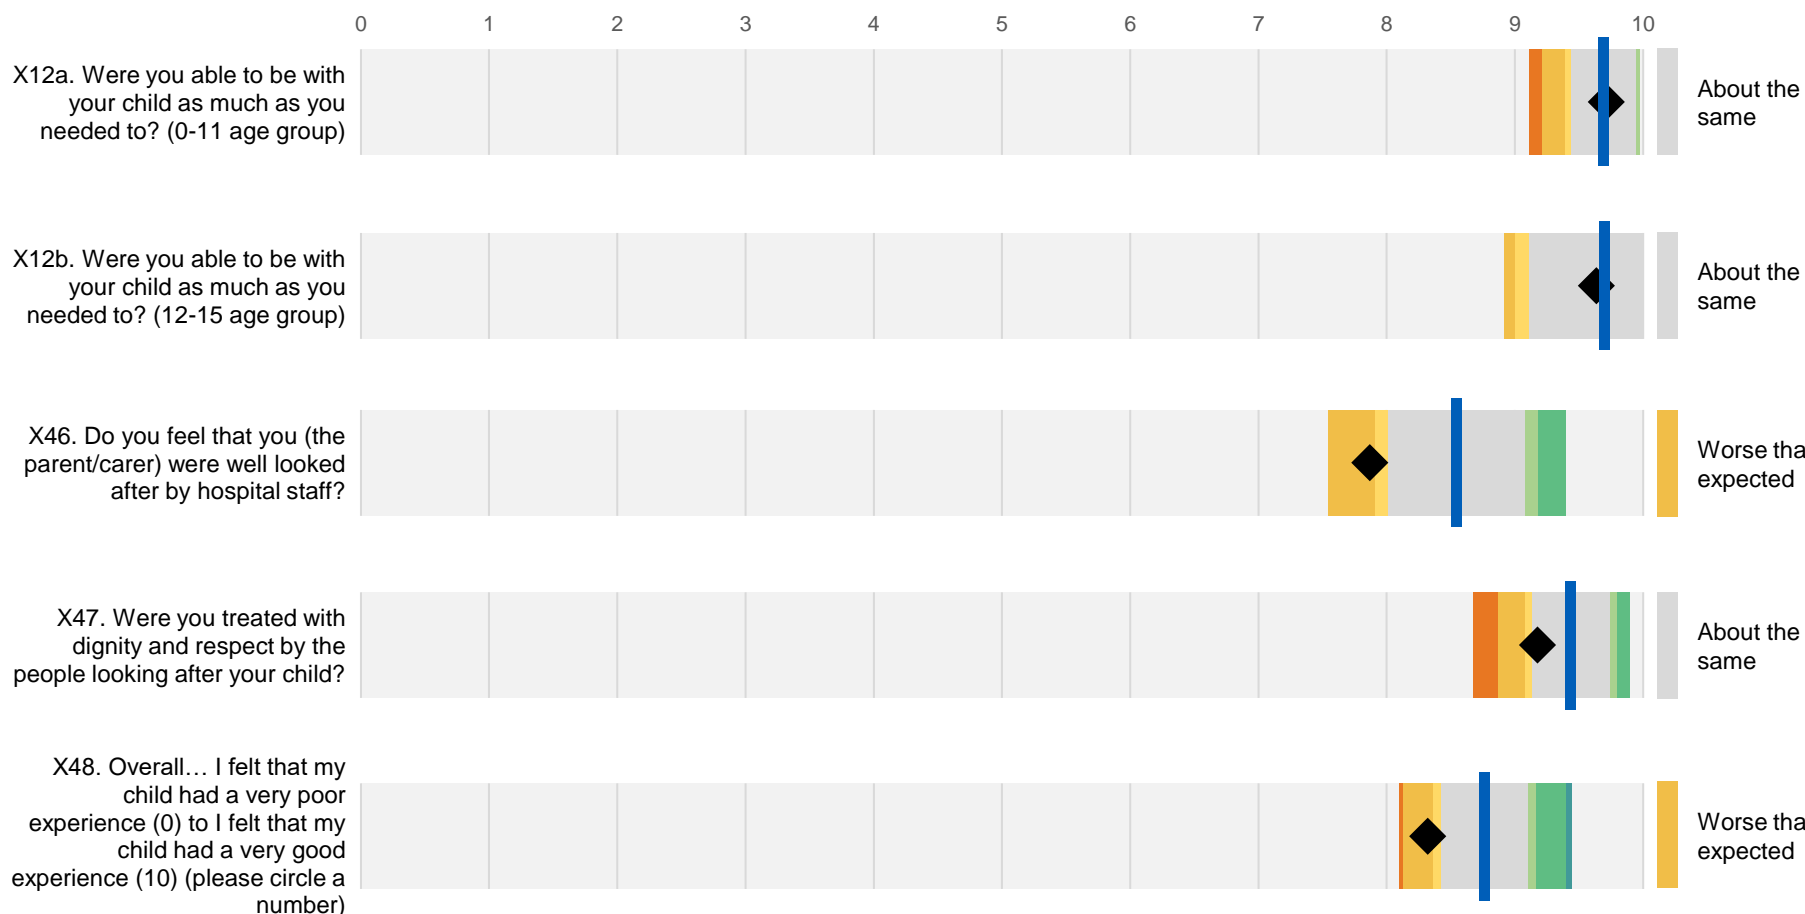 0 1 2 3 4 5 6 7 8 9 10
X12a. Were you able to be with
your child as much as you
needed to? (0-11 age group)
About the
same
X12b. Were you able to be with
your child as much as you
needed to? (12-15 age group)
About the
same
X46. Do you feel that you (the
parent/carer) were well looked
after by hospital staff?
Worse tha
expected
X47. Were you treated with
dignity and respect by the
people looking after your child?
About the
same
X48. Overall… I felt that my
child had a very poor
experience (0) to I felt that my
child had a very good
experience (10) (please circle a
number)
Worse tha
expected